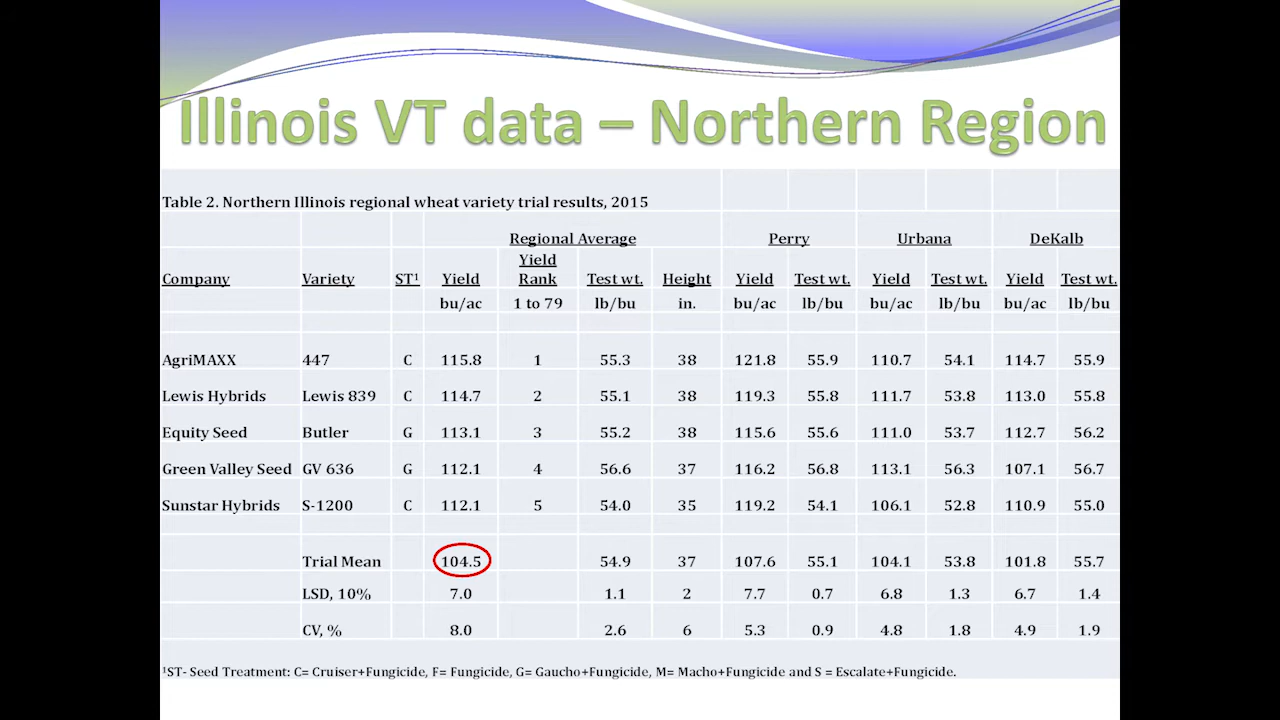 Illinois VT data – Northern Region
Table 2. Northern Illinois regional wheat variety trial results, 2015
Regional Average Perry Urbana DeKalb
Yield
Company Variety ST¹ Yield Rank Test wt. Height Yield Test wt. Yield Test wt. Yield Test wt.
bu/ac 1 to 79 lb/bu in. bu/ac lb/bu bu/ac lb/bu bu/ac lb/bu
AgriMAXX 447 C 115.8 1 55.3 38 121.8 55.9 110.7 54.1 114.7 55.9
Lewis Hybrids Lewis 839 C 114.7 2 55.1 38 119.3 55.8 111.7 53.8 113.0 55.8
Equity Seed Butler G 113.1 3 55.2 38 115.6 55.6 111.0 53.7 112.7 56.2
Green Valley Seed GV 636 G 112.1 4 56.6 37 116.2 56.8 113.1 56.3 107.1 56.7
Sunstar Hybrids S-1200 C 112.1 5 54.0 35 119.2 54.1 106.1 52.8 110.9 55.0
Trial Mean 104.5 54.9 37 107.6 55.1 104.1 53.8 101.8 55.7
LSD, 10% 7.0 1.1 2 7.7 0.7 6.8 1.3 6.7 1.4
CV, % 8.0 2.6 6 5.3 0.9 4.8 1.8 4.9 1.9
¹ST- Seed Treatment: C= Cruiser+Fungicide, F= Fungicide, G= Gaucho+Fungicide, M= Macho+Fungicide and S = Escalate+Fungicide.